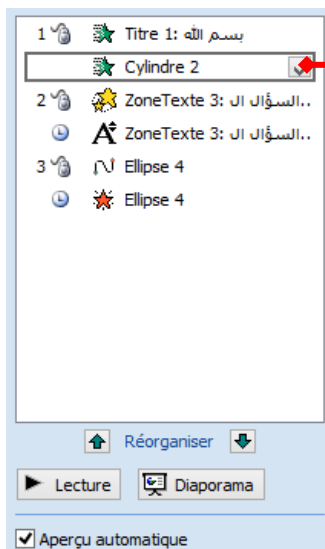 1 Titre 1: بسم الله
Cylindre 2
2 ZoneTexte 3: السؤال ال..
ZoneTexte 3: السؤال ال..
3 Ellipse 4
Ellipse 4
Réorganiser
Lecture Diaporama
Aperçu automatique